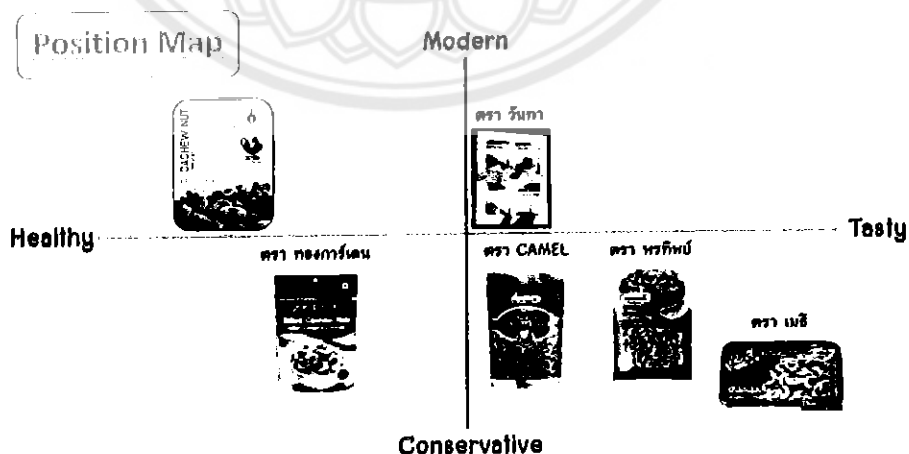 Position Map
Modern
CACHEW NUT
ตรา วันทา
Healthy
Tasty
ตรา ทองการ์เดน
ตรา CAMEL
ตรา พรทิพย์
ตรา เมธี
Conservative